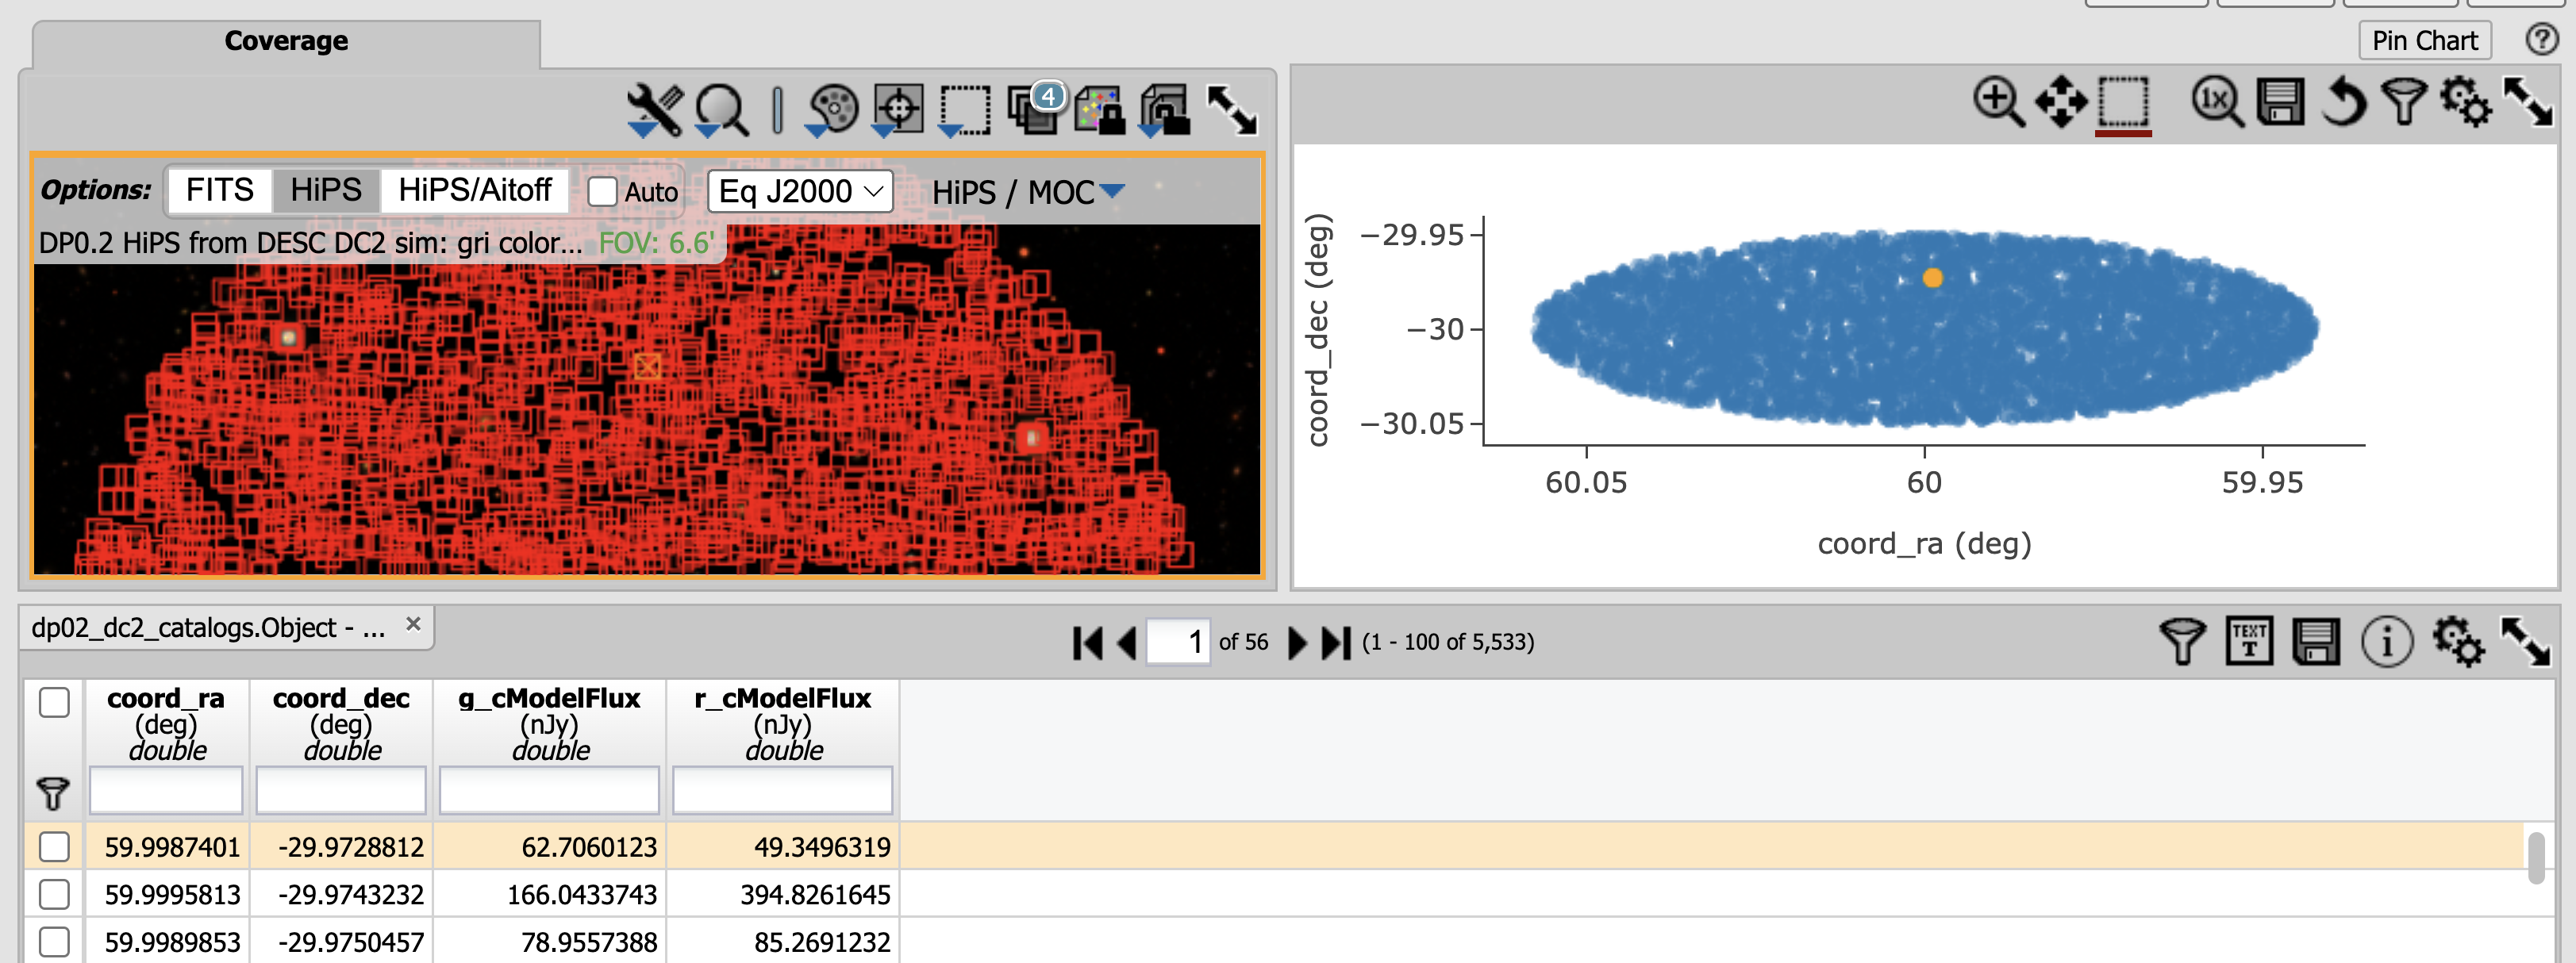 Coverage
Pin Chart
?
4
1x
Options: FITS HiPS HiPS/Aitoff Auto Eq J2000 HiPS / MOC
DP0.2 HiPS from DESC DC2 sim: gri color... FOV: 6.6'
coord_dec (deg)
−29.95
−30
−30.05
60.05 60 59.95
coord_ra (deg)
dp02_dc2_catalogs.Object - ... ×
1 of 56 (1 - 100 of 5,533)
TEXT
T
i
coord_ra coord_dec g_cModelFlux r_cModelFlux
(deg) (deg) (nJy) (nJy)
double double double double
59.9987401 -29.9728812 62.7060123 49.3496319
59.9995813 -29.9743232 166.0433743 394.8261645
59.9989853 -29.9750457 78.9557388 85.2691232